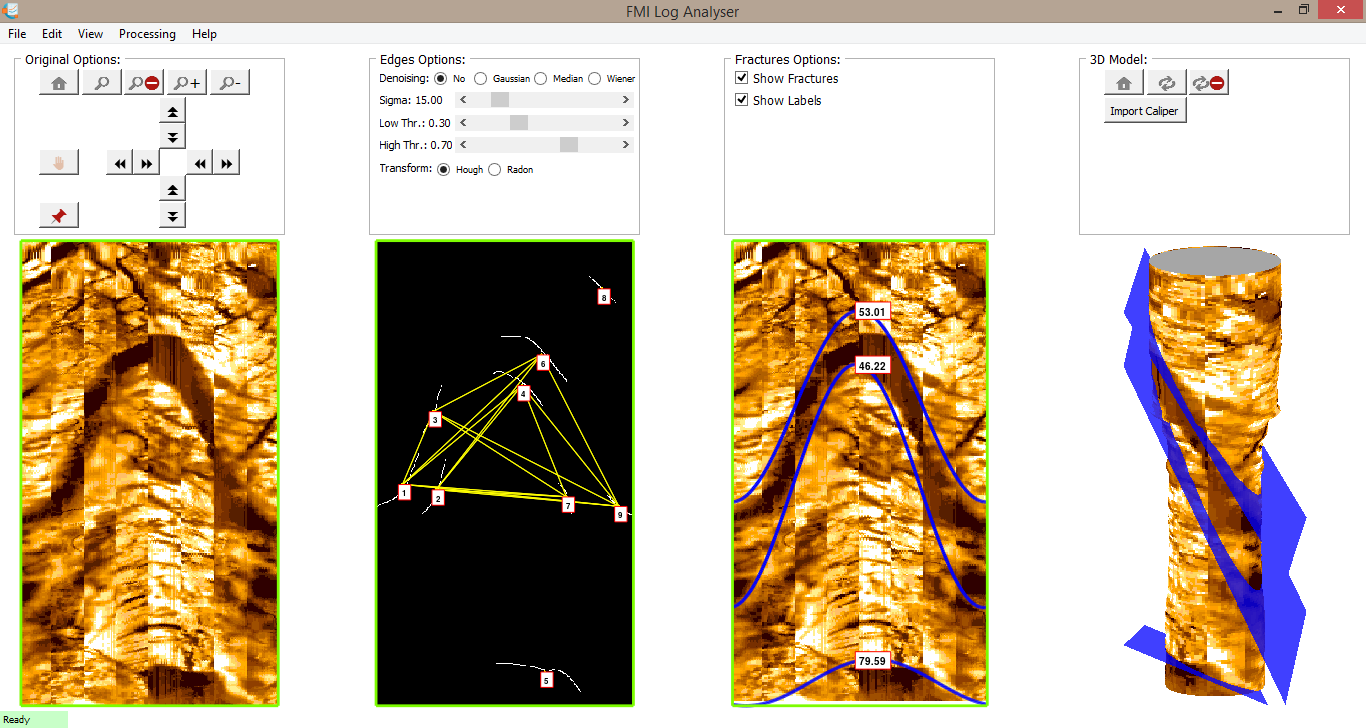 FMI Log Analyser
File Edit View Processing Help
Original Options:
Edges Options:
Denoising: No Gaussian Median Wiener
Sigma: 15.00
Low Thr.: 0.30
High Thr.: 0.70
Transform: Hough Radon
Fractures Options:
Show Fractures
Show Labels
3D Model:
Import Caliper
8
6
4
3
1
2
7
9
5
53.01
46.22
79.59
Ready